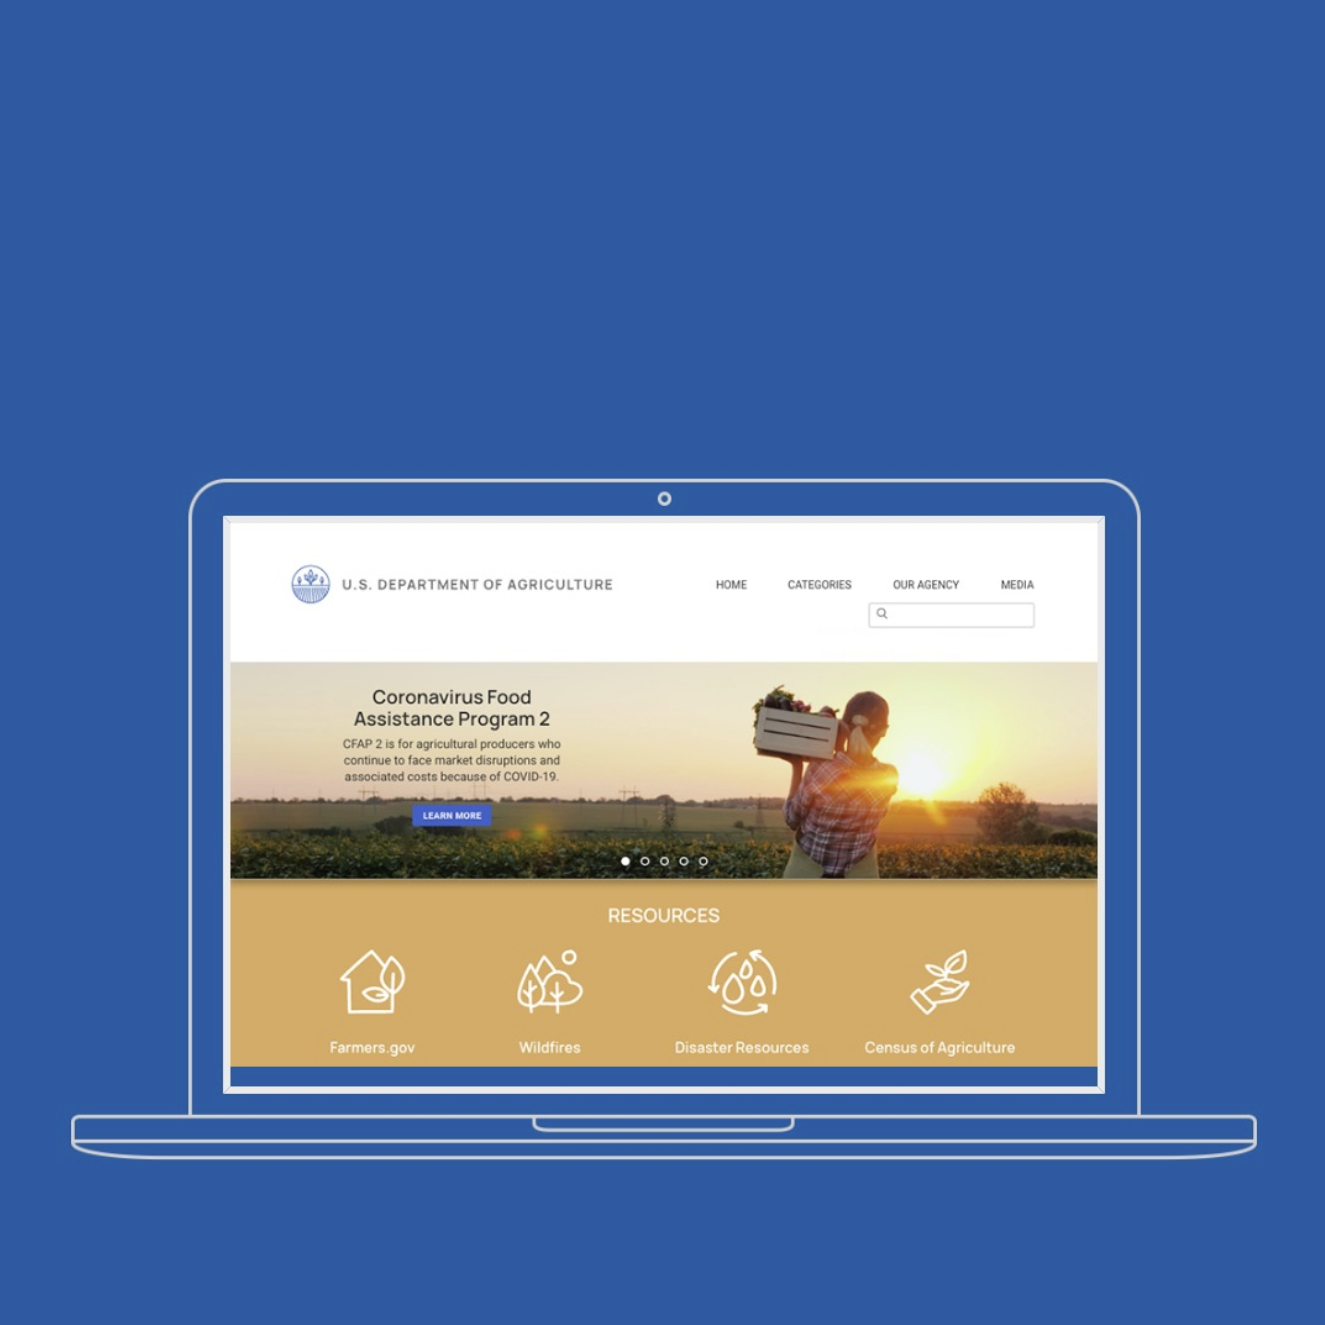 U.S. DEPARTMENT OF AGRICULTURE
HOME CATEGORIES OUR AGENCY MEDIA
Coronavirus Food
Assistance Program 2
CFAP 2 is for agricultural producers who
continue to face market disruptions and
associated costs because of COVID-19.
LEARN MORE
RESOURCES
Farmers.gov Wildfires Disaster Resources Census of Agriculture